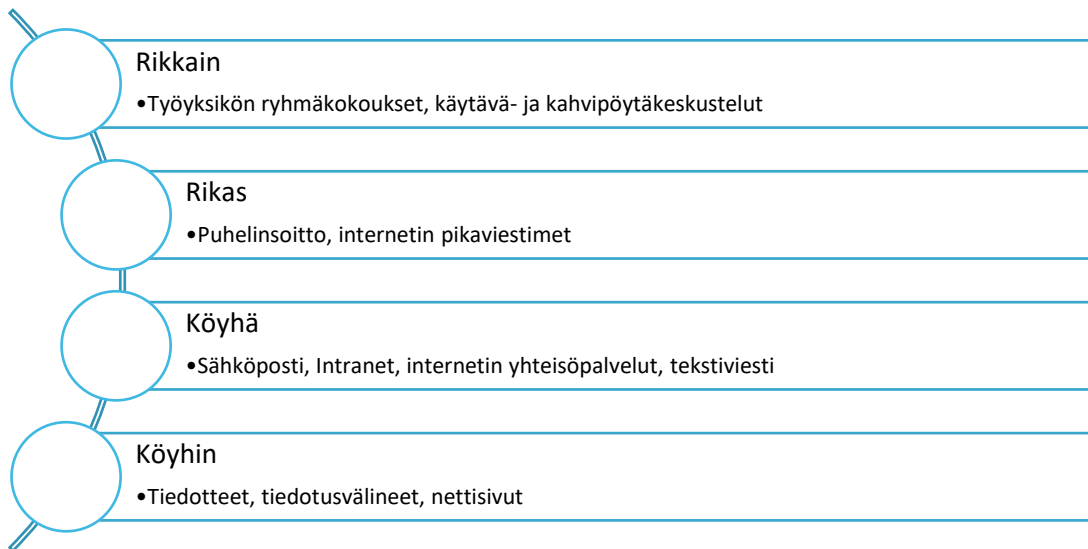 Rikkain
•Työyksikön ryhmäkokoukset, käytävä- ja kahvipöytäkeskustelut
Rikas
•Puhelinsoitto, internetin pikaviestimet
Köyhä
•Sähköposti, Intranet, internetin yhteisöpalvelut, tekstiviesti
Köyhin
•Tiedotteet, tiedotusvälineet, nettisivut